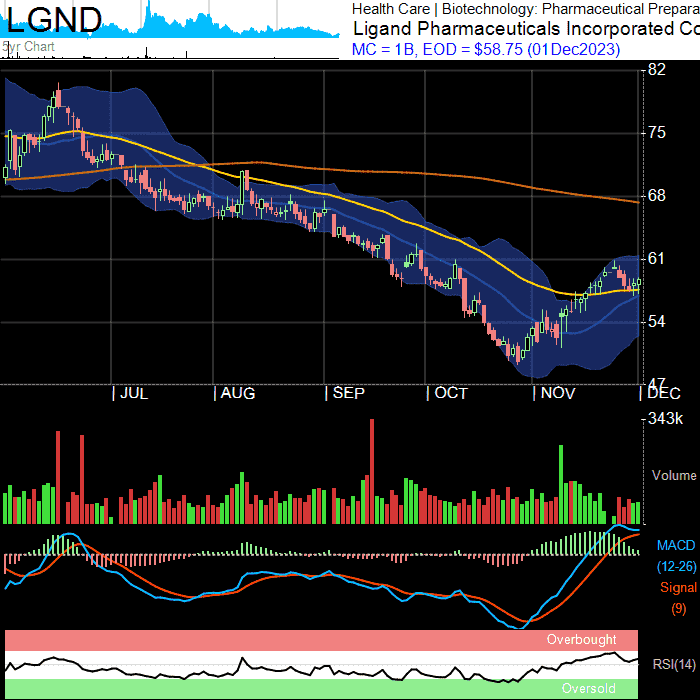 LGND
5yr Chart
Health Care | Biotechnology: Pharmaceutical Prepara
Ligand Pharmaceuticals Incorporated Co
MC = 1B, EOD = $58.75 (01Dec2023)
82
75
68
61
54
47
| JUL | AUG | SEP | OCT | NOV | DEC
343k
Volume
MACD
(12-26)
Signal
(9)
Overbought
RSI(14)
Oversold